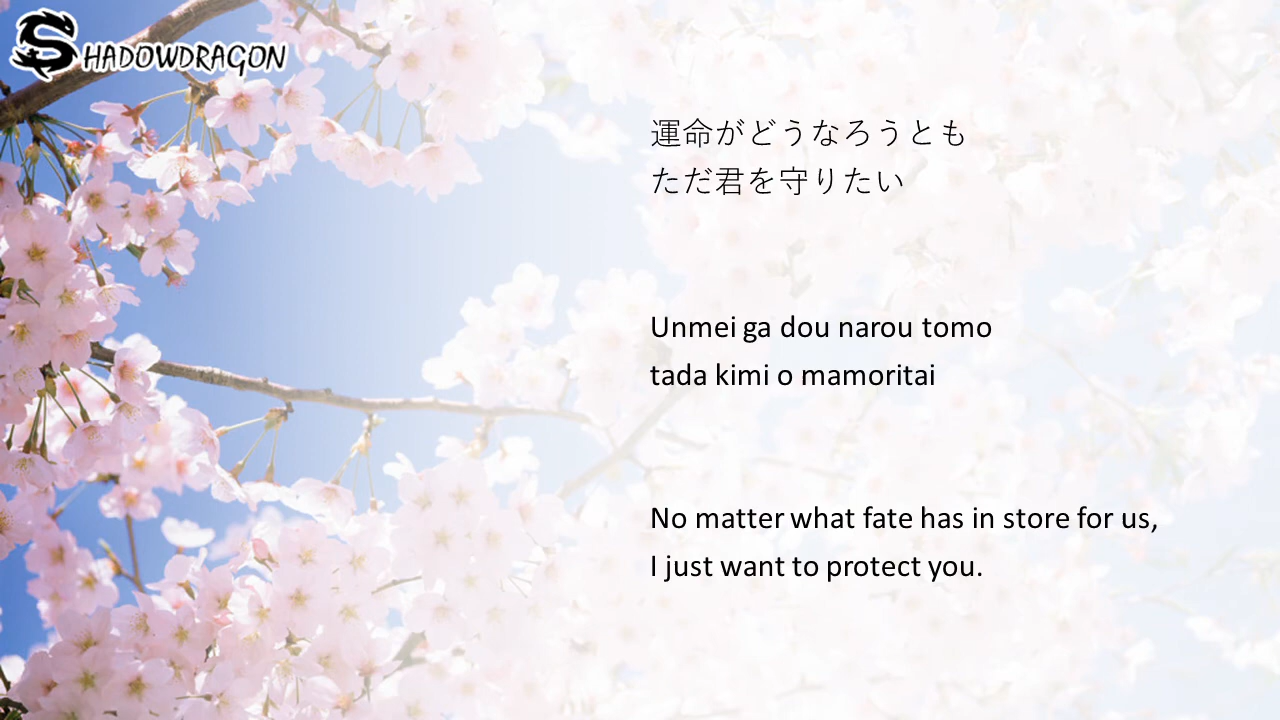 SHADOWDRAGON
運命がどうなろうとも
ただ君を守りたい
Unmei ga dou narou tomo
tada kimi o mamoritai
No matter what fate has in store for us,
I just want to protect you.